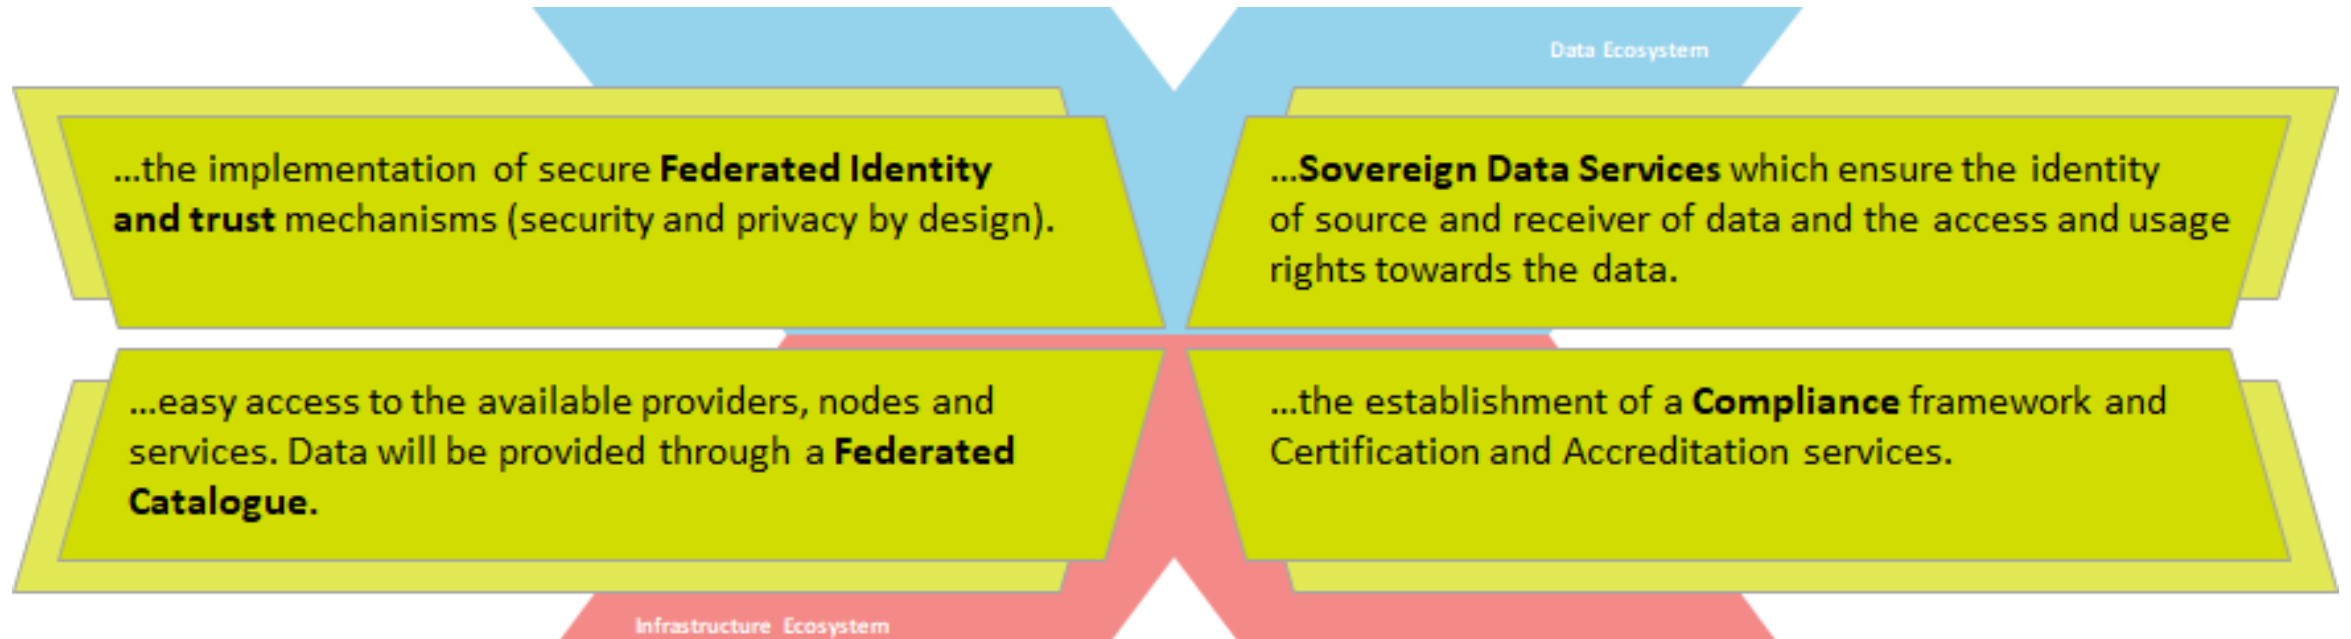 Data Ecosystem
...the implementation of secure Federated Identity
and trust mechanisms (security and privacy by design).
...Sovereign Data Services which ensure the identity
of source and receiver of data and the access and usage
rights towards the data.
...easy access to the available providers, nodes and
services. Data will be provided through a Federated
Catalogue.
...the establishment of a Compliance framework and
Certification and Accreditation services.
Infrastructure Ecosystem